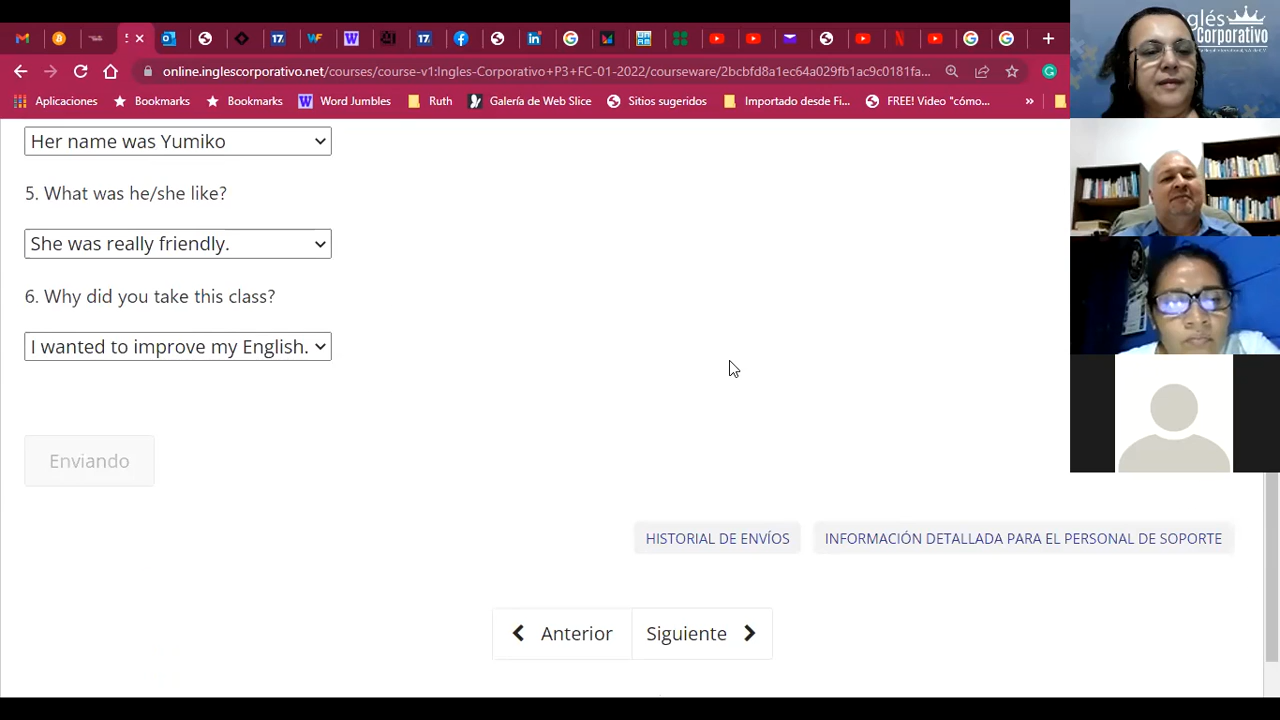 17
WF
W
17
online.inglescorporativo.net/courses/course-v1:Ingles-Corporativo+P3+FC-01-2022/courseware/2bcbfd8a1ec64a029fb1ac9c0181fa...
Aplicaciones Bookmarks Bookmarks Word Jumbles Ruth Galería de Web Slice Sitios sugeridos Importado desde Fi... FREE! Video "cómo... »
glés
Corporativo
Her name was Yumiko
5. What was he/she like?
She was really friendly.
6. Why did you take this class?
I wanted to improve my English.
Enviando
HISTORIAL DE ENVÍOS INFORMACIÓN DETALLADA PARA EL PERSONAL DE SOPORTE
Anterior Siguiente